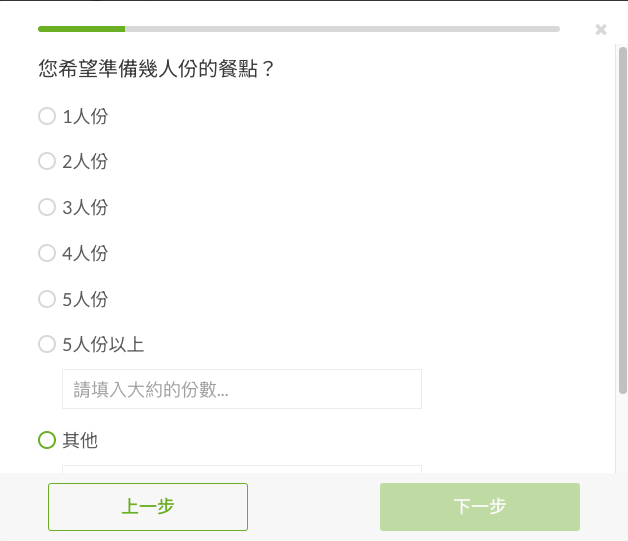 您希望準備幾人份的餐點？
1人份
2人份
3人份
4人份
5人份
5人份以上
請填入大約的份數...
其他
上一步
下一步